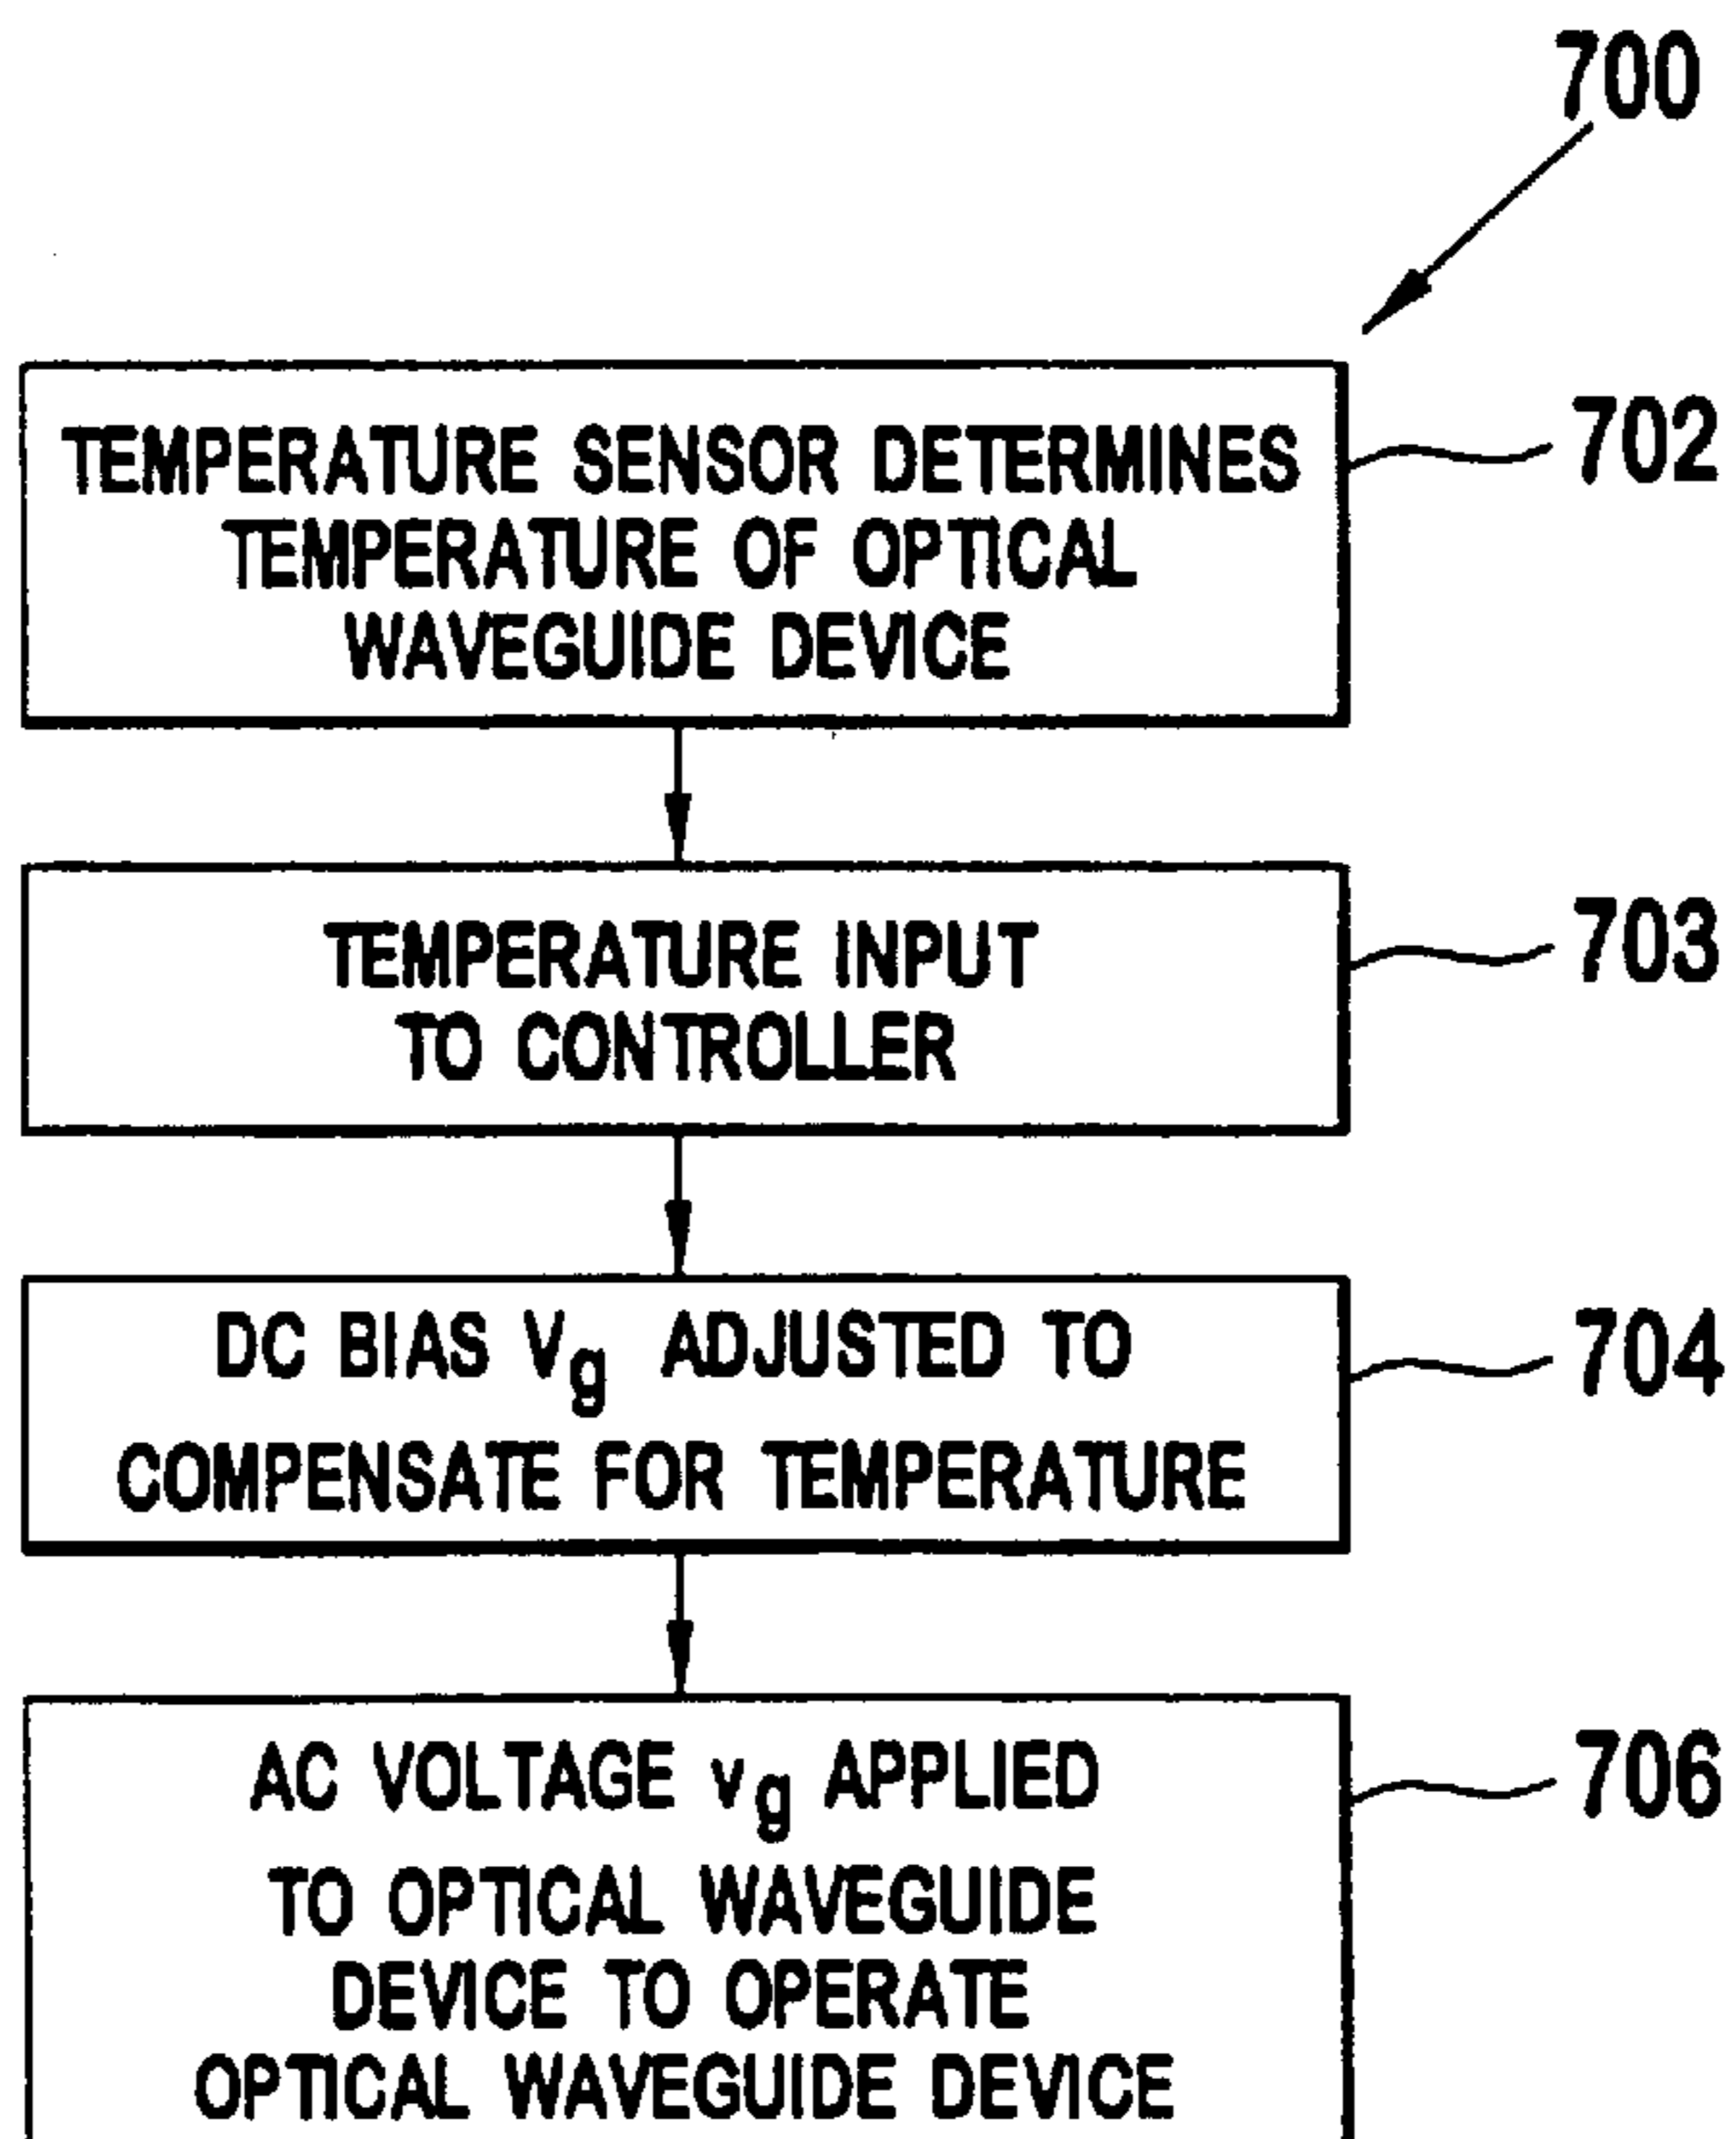 700
TEMPERATURE SENSOR DETERMINES
TEMPERATURE OF OPTICAL
WAVEGUIDE DEVICE
702
TEMPERATURE INPUT
TO CONTROLLER
703
DC BIAS Vg ADJUSTED TO
COMPENSATE FOR TEMPERATURE
704
AC VOLTAGE vg APPLIED
TO OPTICAL WAVEGUIDE
DEVICE TO OPERATE
OPTICAL WAVEGUIDE DEVICE
706